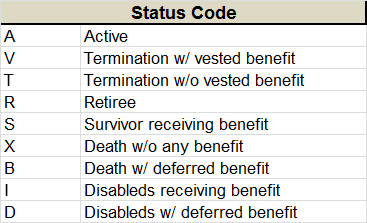 Status Code
A Active
V Termination w/ vested benefit
T Termination w/o vested benefit
R Retiree
S Survivor receiving benefit
X Death w/o any benefit
B Death w/ deferred benefit
I Disableds receiving benefit
D Disableds w/ deferred benefit